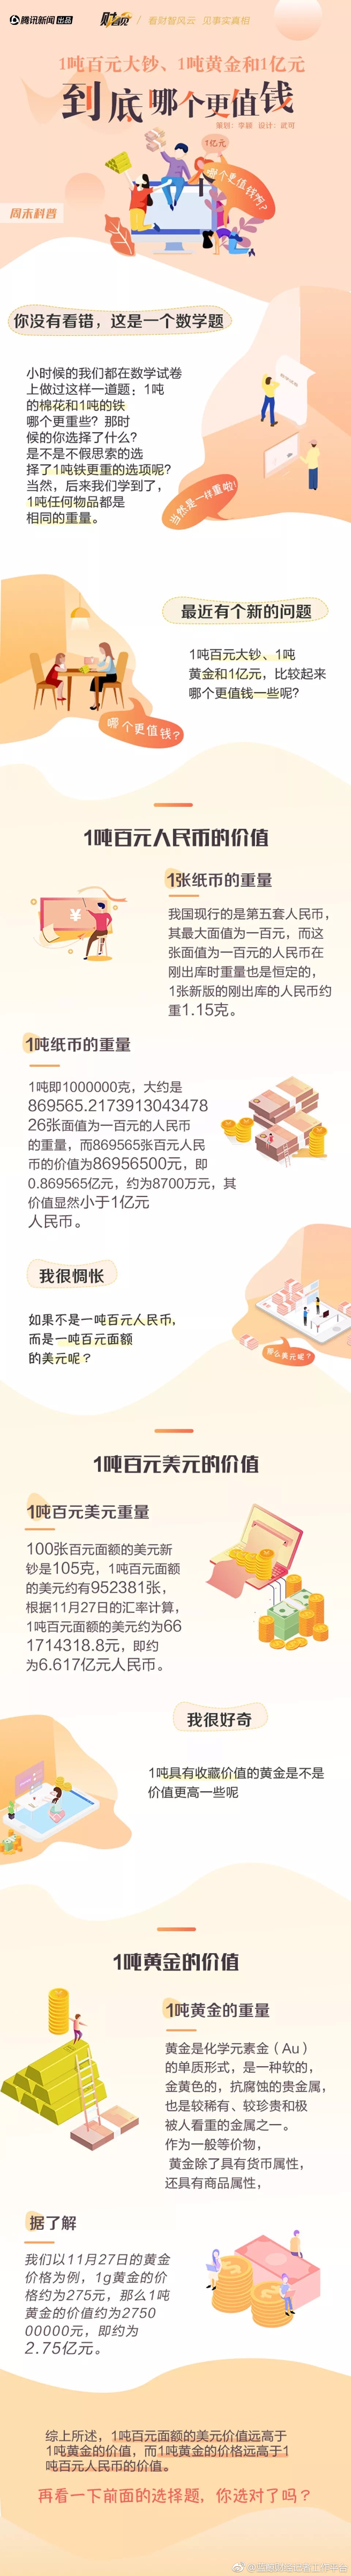 腾讯新闻 出品
财视觉
看财智风云 见事实真相
1吨百元大钞、1吨黄金和1亿元
到底哪个更值钱
策划：李硕 设计：武可
1亿元
哪个更值钱啊？
周末科普
你没有看错，这是一个数学题
小时候的我们都在数学试卷
上做过这样一道题：1吨
的棉花和1吨的铁
哪个更重些？那时
候的你选择了什么？
是不是不假思索的选
择了1吨铁更重的选项呢？
当然，后来我们学到了，
1吨任何物品都是
相同的重量。
当然是一样重啦！
最近有个新的问题
1吨百元大钞、1吨
黄金和1亿元，比较起来
哪个更值钱一些呢？
哪个更值钱？
1吨百元人民币的价值
1张纸币的重量
我国现行的是第五套人民币，
其最大面值为一百元，而这
张面值为一百元的人民币在
刚出库时重量也是恒定的，
1张新版的刚出库的人民币约
重1.15克。
¥
1吨纸币的重量
1吨即1000000克，大约是
869565.2173913043478
26张面值为一百元的人民币
的重量，而869565张百元人民
币的价值为86956500元，即
0.869565亿元，约为8700万元，其
价值显然小于1亿元
人民币。
我很惆怅
如果不是一吨百元人民币，
而是一吨百元面额
的美元呢？
那么美元呢？
1吨百元美元的价值
1吨百元美元重量
100张百元面额的美元新
钞是105克，1吨百元面额
的美元约有952381张，
根据11月27日的汇率计算，
1吨百元面额的美元约为66
1714318.8元，即约
为6.617亿元人民币。
我很好奇
1吨具有收藏价值的黄金是不是
价值更高一些呢
1吨黄金的价值
1吨黄金的重量
黄金是化学元素金（Au）
的单质形式，是一种软的，
金黄色的，抗腐蚀的贵金属，
也是较稀有、较珍贵和极
被人看重的金属之一。
作为一般等价物，
黄金除了具有货币属性，
还具有商品属性，
据了解
我们以11月27日的黄金
价格为例，1g黄金的价
格约为275元，那么1吨
黄金的价值约为2750
00000元，即约为
2.75亿元。
综上所述，1吨百元面额的美元价值远高于
1吨黄金的价值，而1吨黄金的价格远高于1
吨百元人民币的价值。
再看一下前面的选择题，你选对了吗？